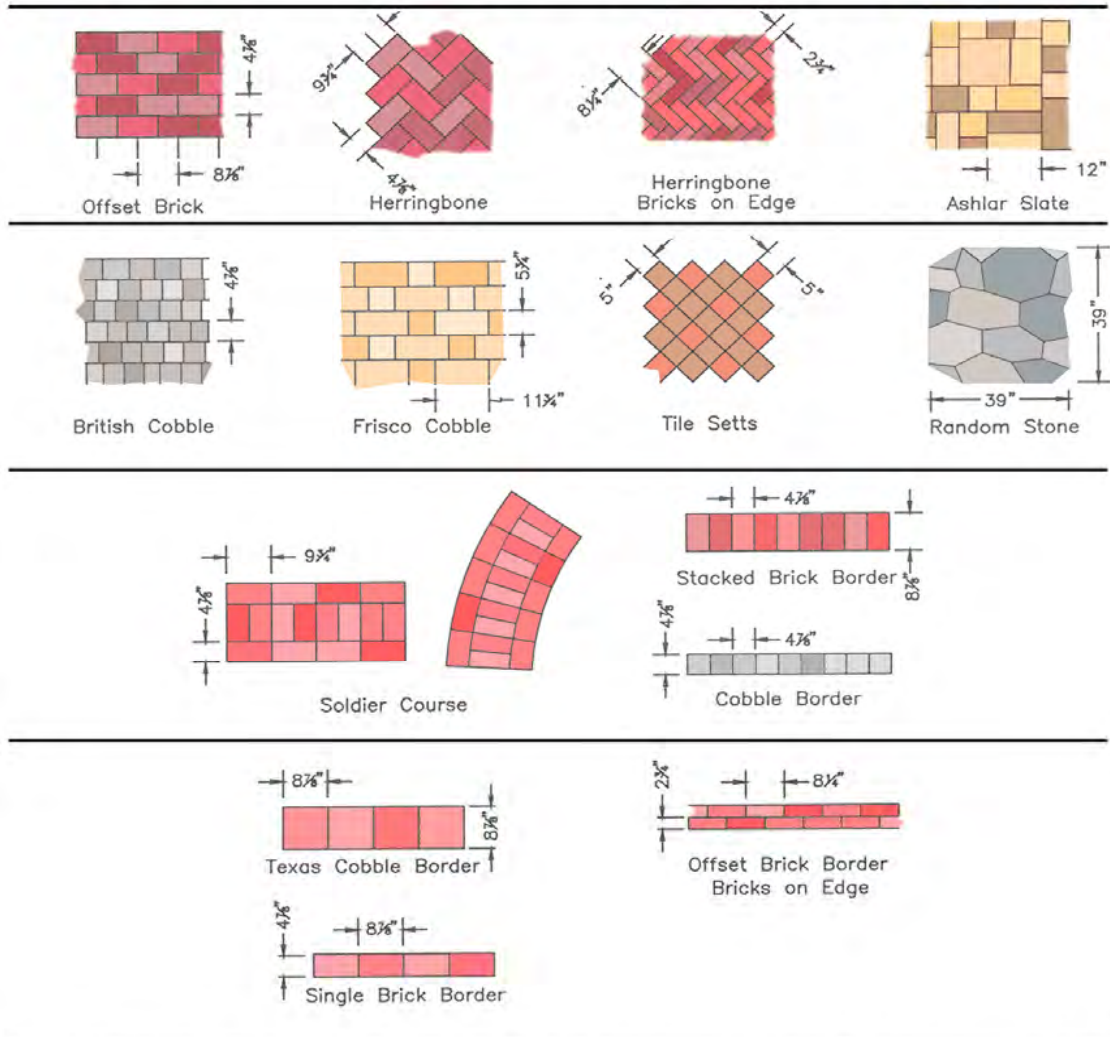 4⅞"
8⅞"
Offset Brick
9¾"
4⅞"
Herringbone
8¼"
2¾"
Herringbone
Bricks on Edge
12"
Ashlar Slate
4⅞"
British Cobble
5¾"
11¾"
Frisco Cobble
5"
5"
Tile Setts
39"
39"
Random Stone
9¾"
4⅞"
Soldier Course
4⅞"
8⅞"
Stacked Brick Border
4⅞"
4⅞"
Cobble Border
8⅞"
8⅞"
Texas Cobble Border
4⅞"
8⅞"
Single Brick Border
2¾"
8¼"
Offset Brick Border
Bricks on Edge